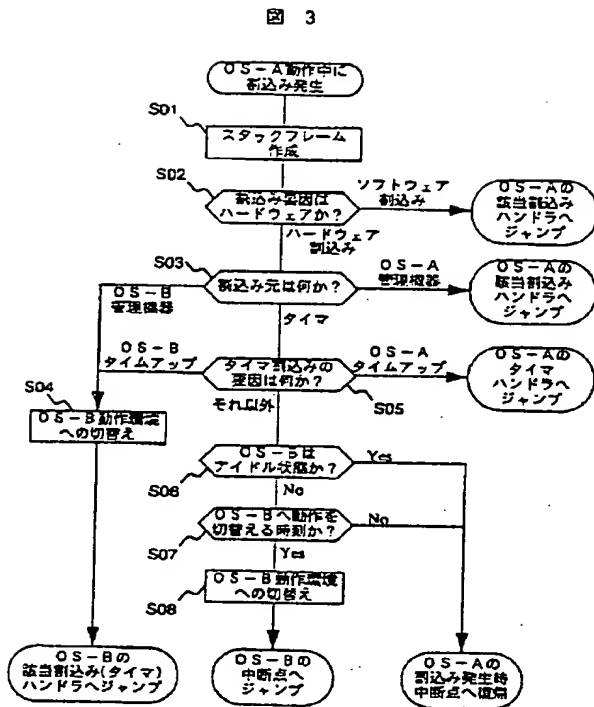 図 3
OS-A動作中に
割込み発生
S01
スタックフレーム
作成
S02
割込み要因は
ハードウェアか?
ソフトウェア
割込み
OS-Aの
該当割込み
ハンドラへ
ジャンプ
ハードウェア
割込み
S03
割込み元は何か?
OS-B
管理機器
OS-A
管理機器
OS-Aの
該当割込み
ハンドラへ
ジャンプ
タイマ
OS-B
タイムアップ
タイマ割込みの
要因は何か?
OS-A
タイムアップ
OS-Aの
タイマ
ハンドラへ
ジャンプ
S04
S05
OS-B動作環境
への切替え
それ以外
OS-Bは
アイドル状態か?
Yes
S06
No
OS-Bへ動作を
切替える時刻か?
No
S07
Yes
OS-B動作環境
への切替え
S08
OS-Bの
該当割込み(タイマ)
ハンドラへジャンプ
OS-Bの
中断点へ
ジャンプ
OS-Aの
割込み発生時
中断点へ復帰